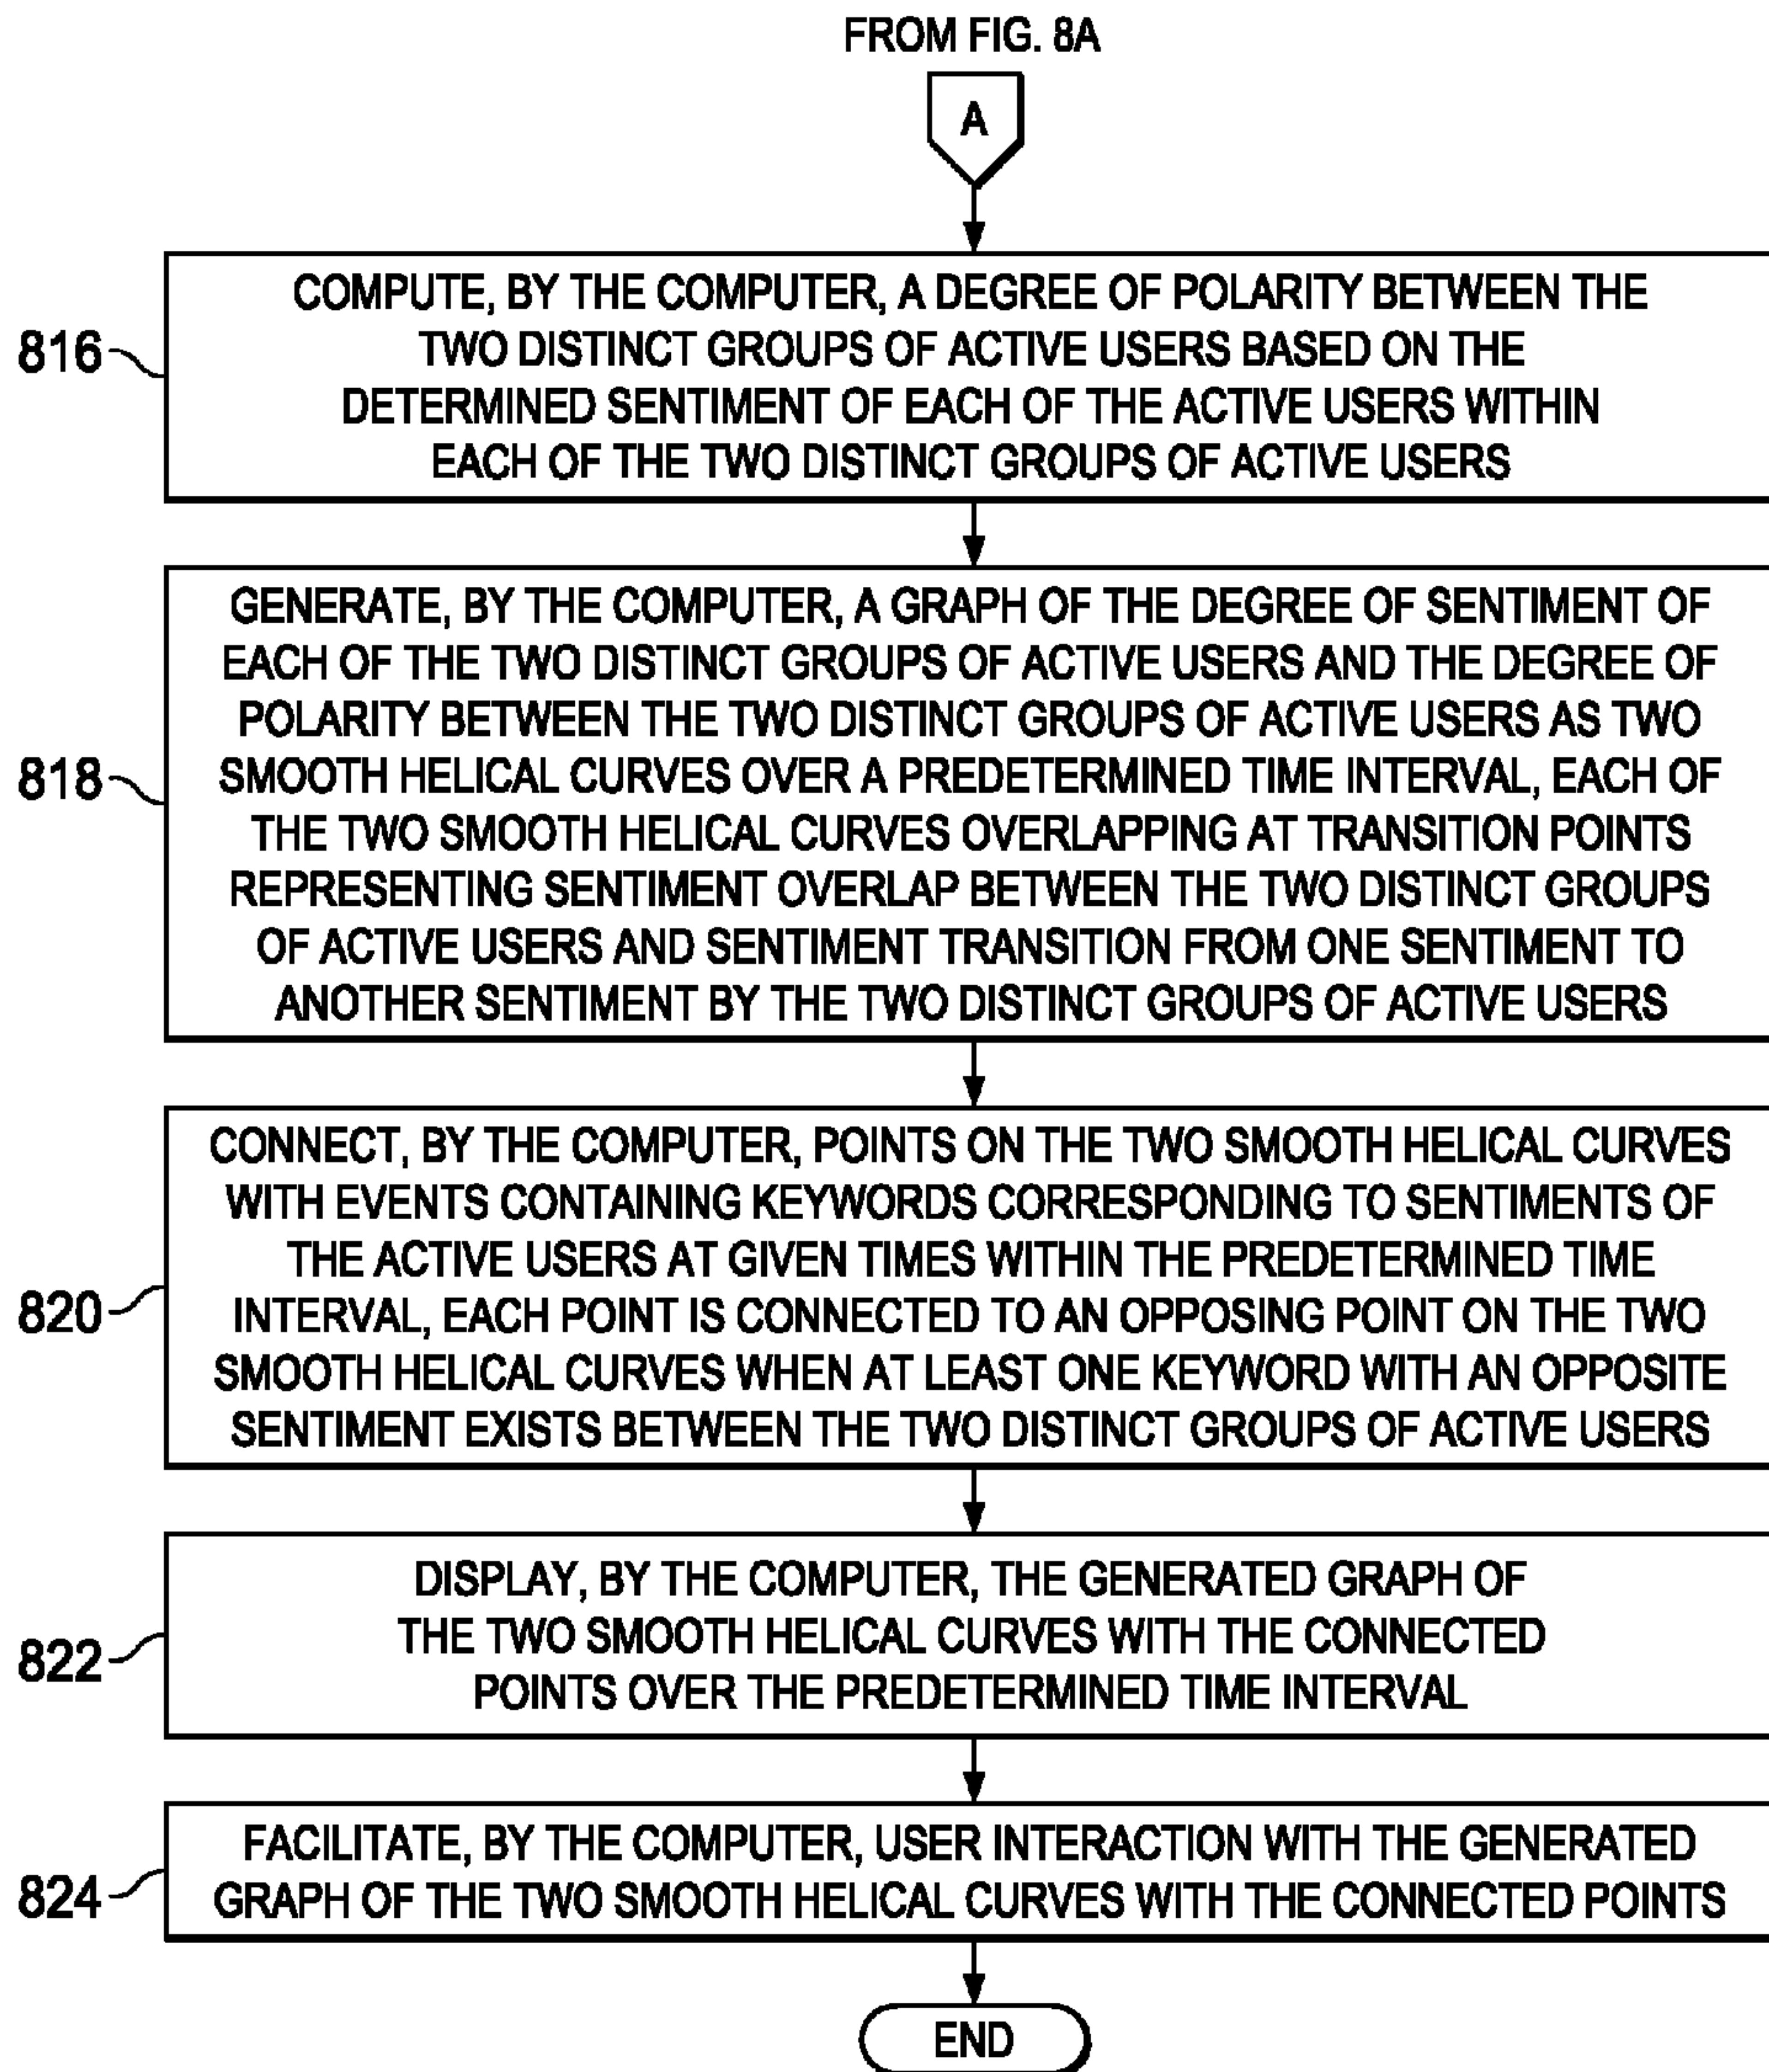 FROM FIG. 8A
A
816
COMPUTE, BY THE COMPUTER, A DEGREE OF POLARITY BETWEEN THE
TWO DISTINCT GROUPS OF ACTIVE USERS BASED ON THE
DETERMINED SENTIMENT OF EACH OF THE ACTIVE USERS WITHIN
EACH OF THE TWO DISTINCT GROUPS OF ACTIVE USERS
818
GENERATE, BY THE COMPUTER, A GRAPH OF THE DEGREE OF SENTIMENT OF
EACH OF THE TWO DISTINCT GROUPS OF ACTIVE USERS AND THE DEGREE OF
POLARITY BETWEEN THE TWO DISTINCT GROUPS OF ACTIVE USERS AS TWO
SMOOTH HELICAL CURVES OVER A PREDETERMINED TIME INTERVAL, EACH OF
THE TWO SMOOTH HELICAL CURVES OVERLAPPING AT TRANSITION POINTS
REPRESENTING SENTIMENT OVERLAP BETWEEN THE TWO DISTINCT GROUPS
OF ACTIVE USERS AND SENTIMENT TRANSITION FROM ONE SENTIMENT TO
ANOTHER SENTIMENT BY THE TWO DISTINCT GROUPS OF ACTIVE USERS
820
CONNECT, BY THE COMPUTER, POINTS ON THE TWO SMOOTH HELICAL CURVES
WITH EVENTS CONTAINING KEYWORDS CORRESPONDING TO SENTIMENTS OF
THE ACTIVE USERS AT GIVEN TIMES WITHIN THE PREDETERMINED TIME
INTERVAL, EACH POINT IS CONNECTED TO AN OPPOSING POINT ON THE TWO
SMOOTH HELICAL CURVES WHEN AT LEAST ONE KEYWORD WITH AN OPPOSITE
SENTIMENT EXISTS BETWEEN THE TWO DISTINCT GROUPS OF ACTIVE USERS
822
DISPLAY, BY THE COMPUTER, THE GENERATED GRAPH OF
THE TWO SMOOTH HELICAL CURVES WITH THE CONNECTED
POINTS OVER THE PREDETERMINED TIME INTERVAL
824
FACILITATE, BY THE COMPUTER, USER INTERACTION WITH THE GENERATED
GRAPH OF THE TWO SMOOTH HELICAL CURVES WITH THE CONNECTED POINTS
END